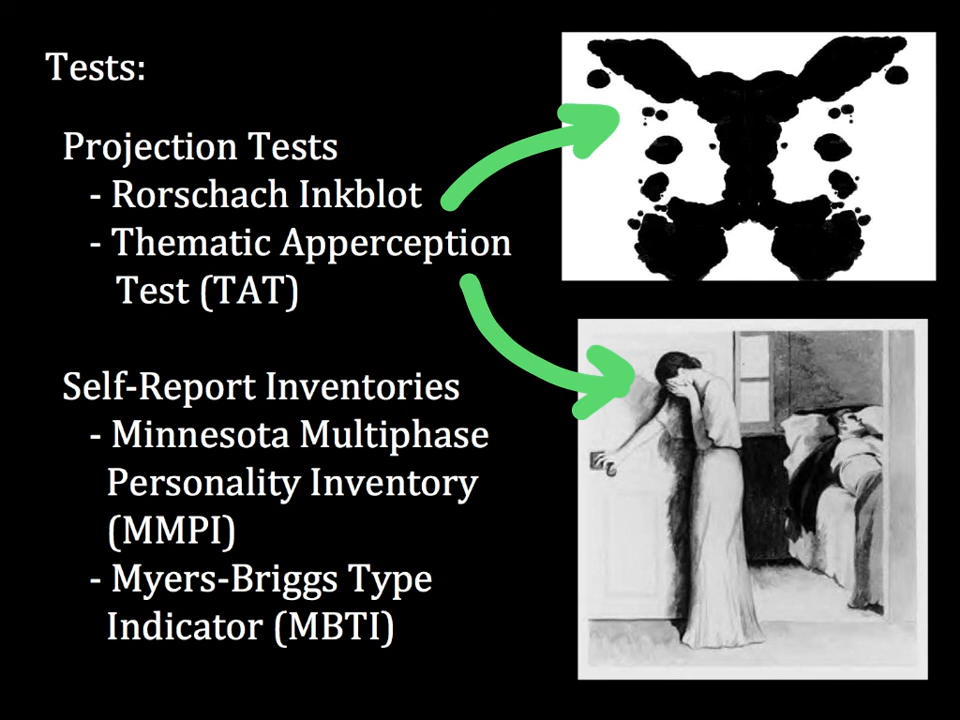 Tests:
Projection Tests
- Rorschach Inkblot
- Thematic Apperception
Test (TAT)
Self-Report Inventories
- Minnesota Multiphase
Personality Inventory
(MMPI)
- Myers-Briggs Type
Indicator (MBTI)